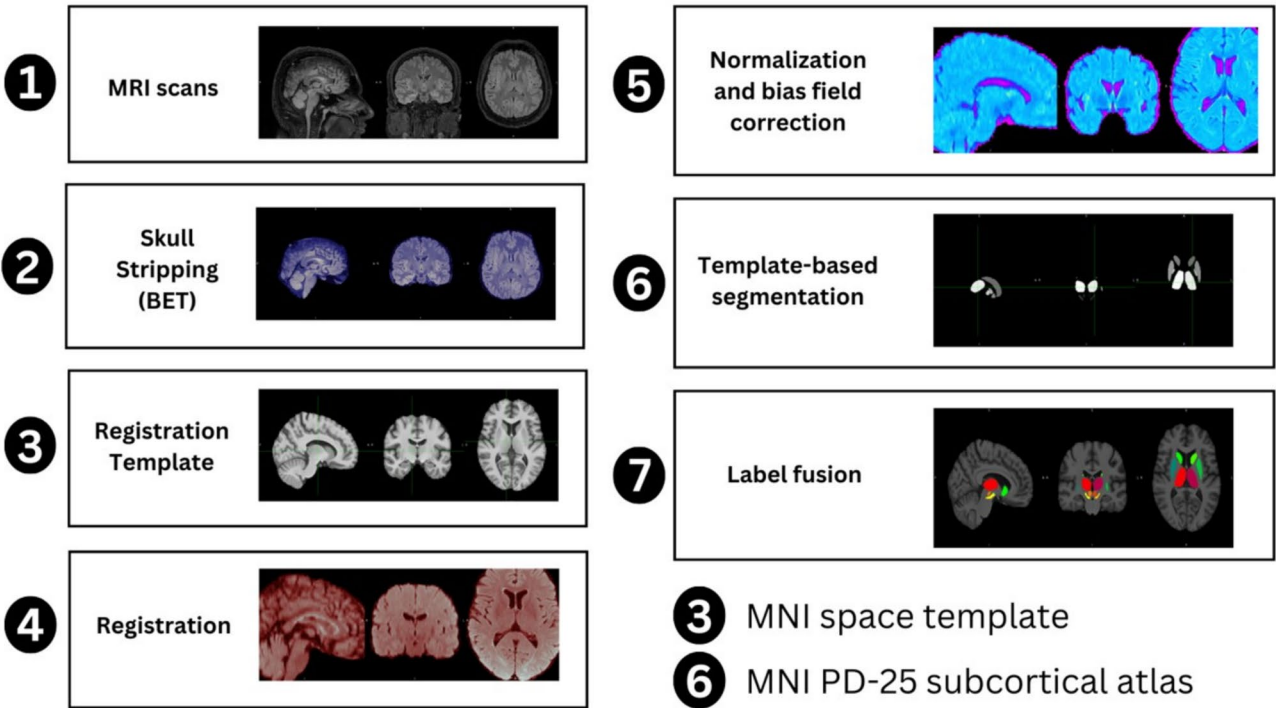 1
MRI scans
2
Skull
Stripping
(BET)
3
Registration
Template
4
Registration
5
Normalization
and bias field
correction
6
Template-based
segmentation
7
Label fusion
3 MNI space template
6 MNI PD-25 subcortical atlas